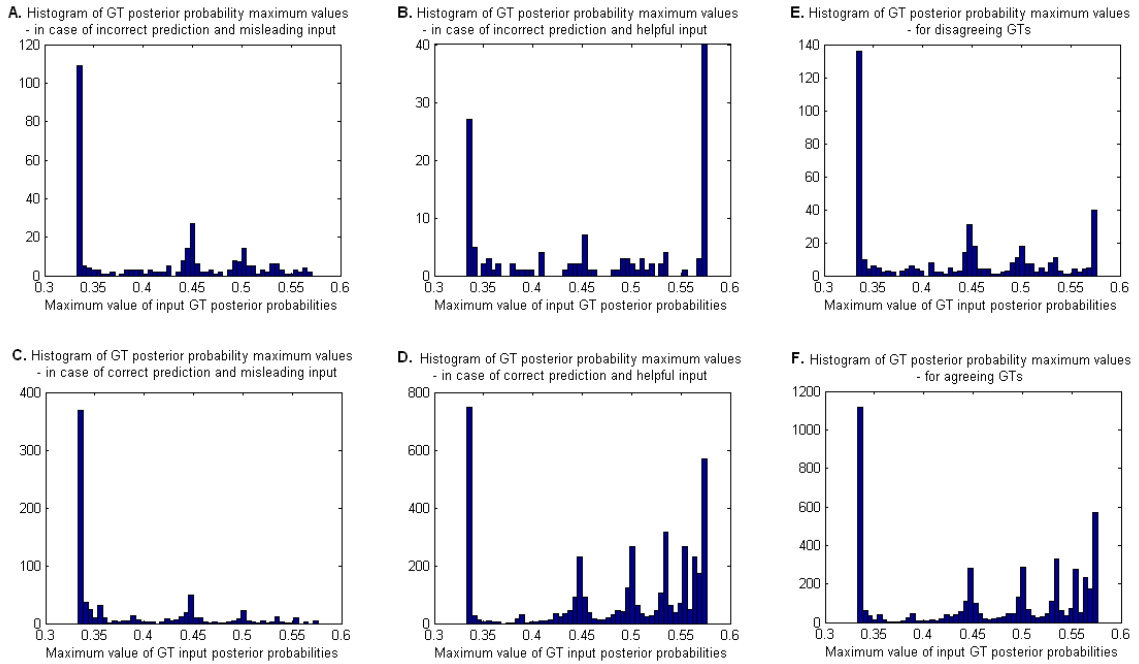 A. Histogram of GT posterior probability maximum values
- in case of incorrect prediction and misleading input
120
100
80
60
40
20
0
0.3 0.35 0.4 0.45 0.5 0.55 0.6
Maximum value of input GT posterior probabilities
B. Histogram of GT posterior probability maximum values
- in case of incorrect prediction and helpful input
40
30
20
10
0
0.3 0.35 0.4 0.45 0.5 0.55 0.6
Maximum value of input GT posterior probabilities
E. Histogram of GT posterior probability maximum values
- for disagreeing GTs
140
120
100
80
60
40
20
0
0.3 0.35 0.4 0.45 0.5 0.55 0.6
Maximum value of GT input posterior probabilities
C. Histogram of GT posterior probability maximum values
- in case of correct prediction and misleading input
400
300
200
100
0
0.3 0.35 0.4 0.45 0.5 0.55 0.6
Maximum value of GT input posterior probabilities
D. Histogram of GT posterior probability maximum values
- in case of correct prediction and helpful input
800
600
400
200
0
0.3 0.35 0.4 0.45 0.5 0.55 0.6
Maximum value of GT input posterior probabilities
F. Histogram of GT posterior probability maximum values
- for agreeing GTs
1200
1000
800
600
400
200
0
0.3 0.35 0.4 0.45 0.5 0.55 0.6
Maximum value of input GT posterior probabilities